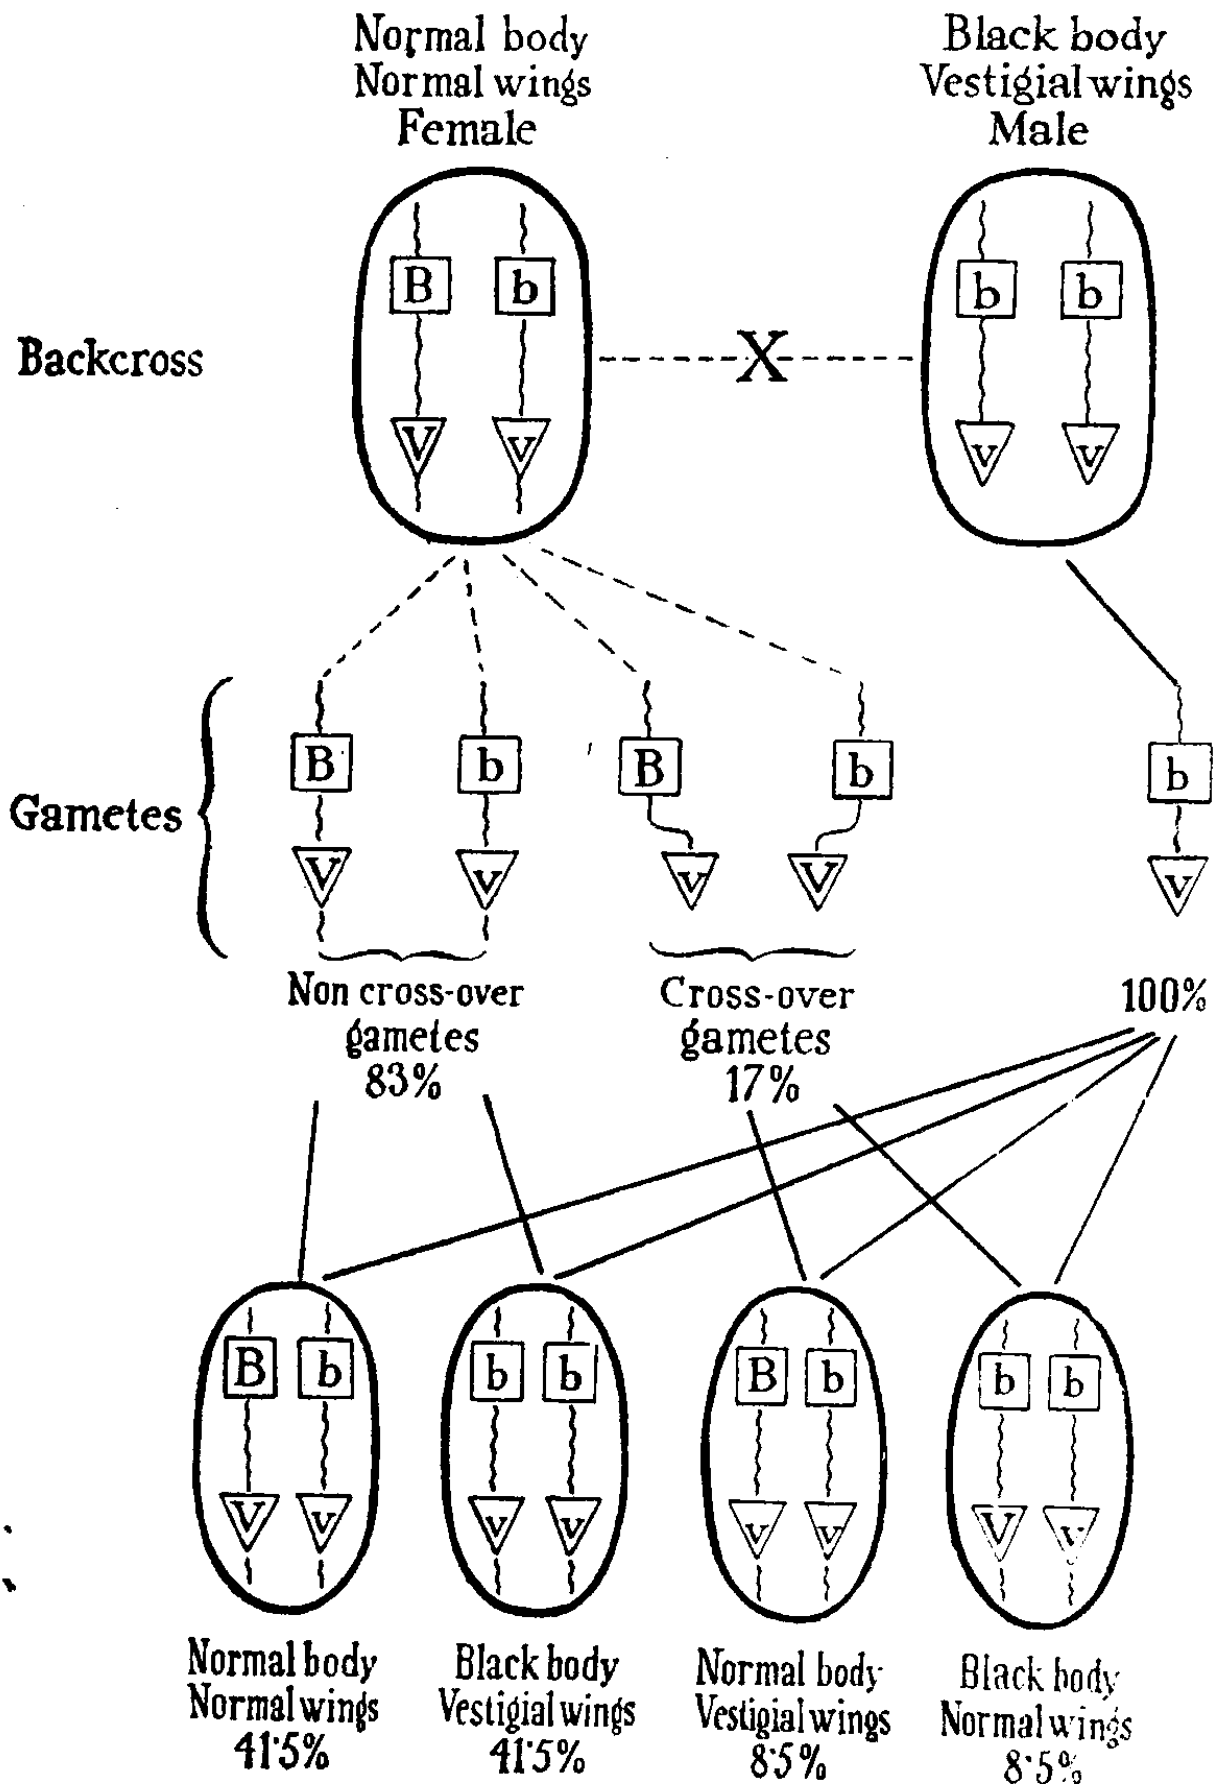 Normal body
Normal wings
Female
Black body
Vestigial wings
Male
B b
b b
Backcross
X
V v
v v
B b B b b
Gametes
V v v V v
Non cross-over
gametes
83%
Cross-over
gametes
17%
100%
B b
b b
B b
b b
V v
v v
v v
V v
Normal body
Normal wings
41·5%
Black body
Vestigial wings
41·5%
Normal body
Vestigial wings
8·5%
Black body
Normal wings
8·5%